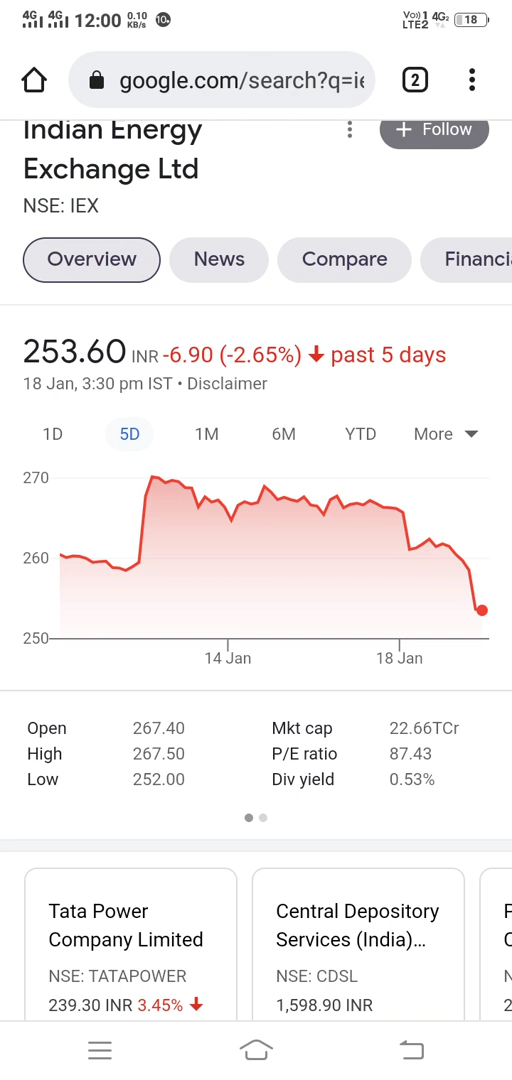 4G 4G 12:00 0.10 KB/s 10+ Vo)) 1 LTE2 4G2 18
google.com/search?q=ie 2
Indian Energy
Exchange Ltd
+ Follow
NSE: IEX
Overview News Compare Financi
253.60 INR -6.90 (-2.65%) ↓ past 5 days
18 Jan, 3:30 pm IST • Disclaimer
1D 5D 1M 6M YTD More
270
260
250
14 Jan 18 Jan
Open 267.40 Mkt cap 22.66TCr
High 267.50 P/E ratio 87.43
Low 252.00 Div yield 0.53%
Tata Power
Company Limited
NSE: TATAPOWER
239.30 INR 3.45% ↓
Central Depository
Services (India)...
NSE: CDSL
1,598.90 INR